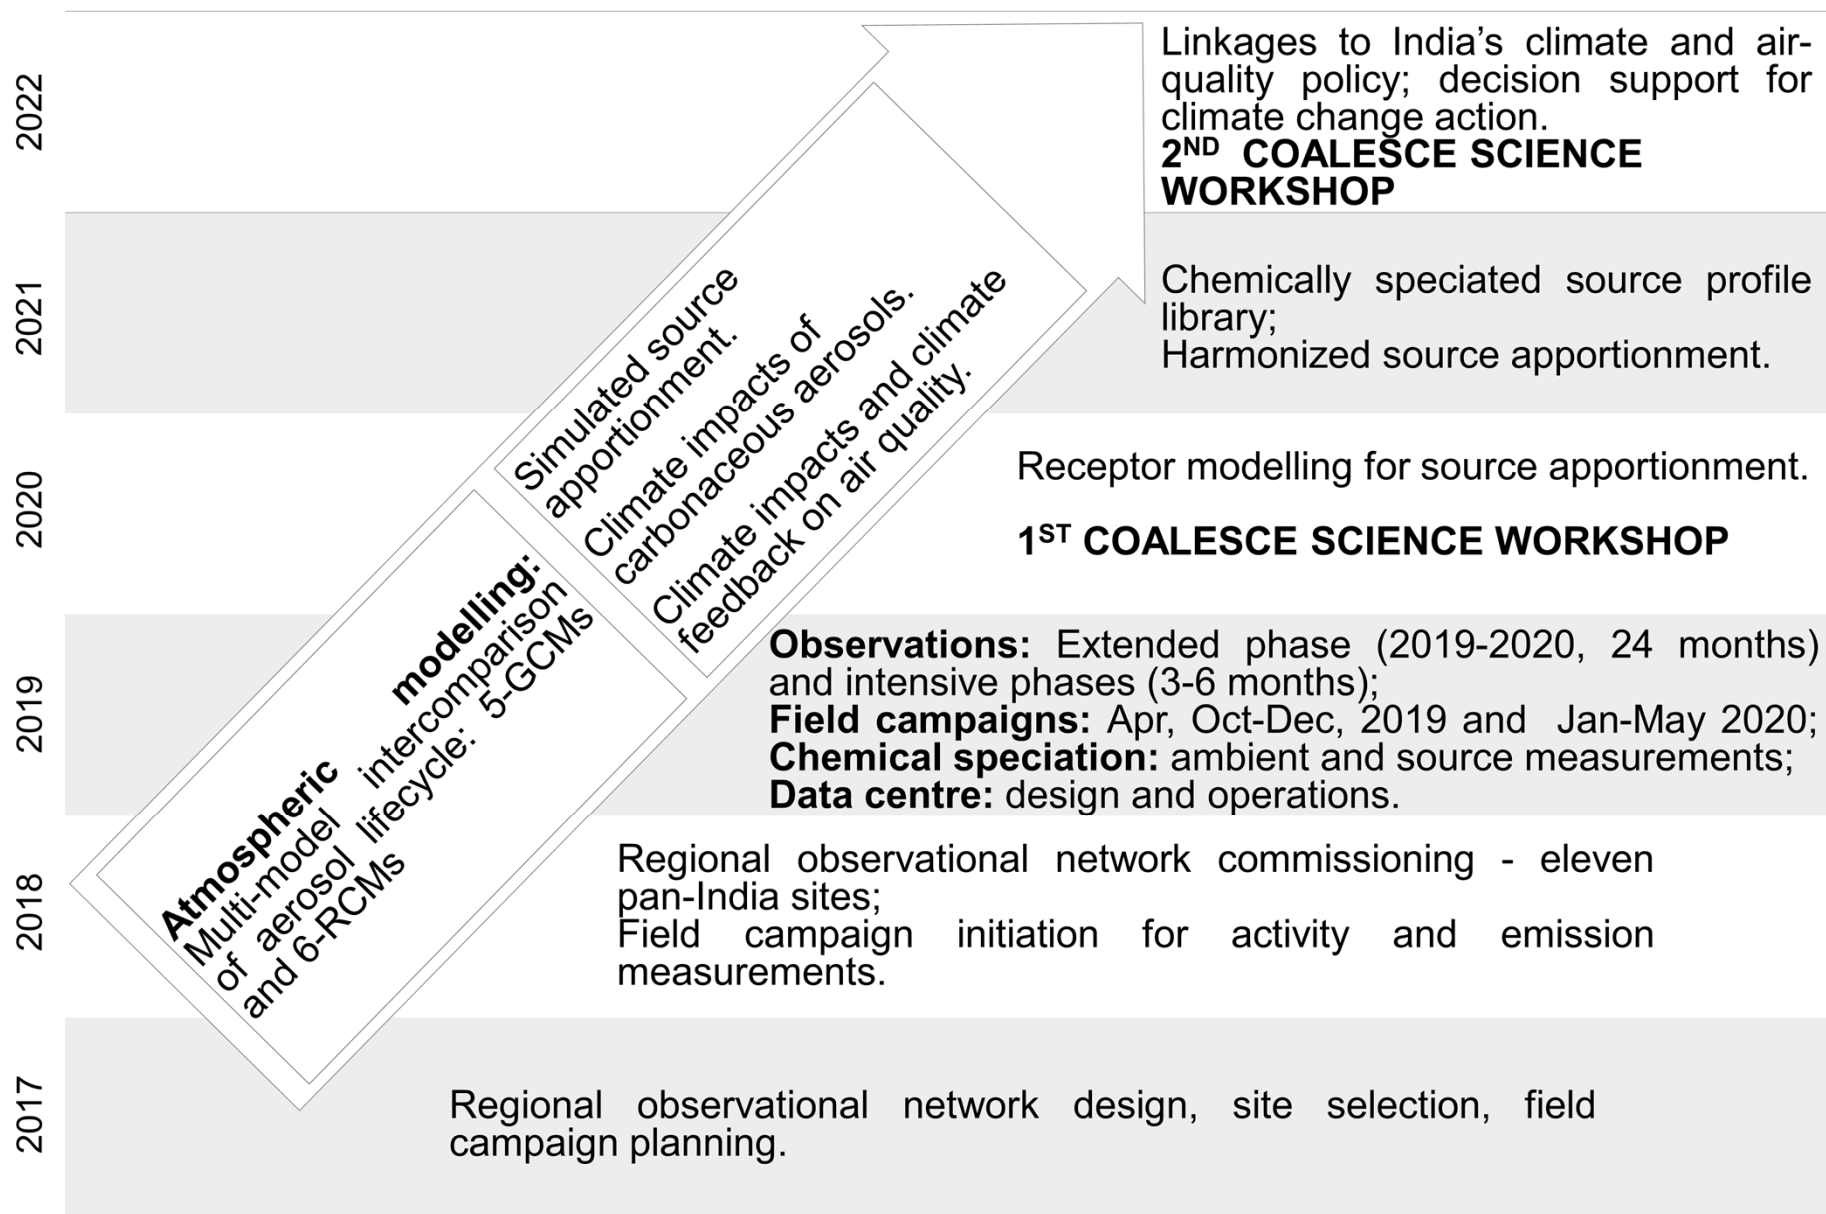 2022
Linkages to India’s climate and air-
quality policy; decision support for
climate change action.
2ND COALESCE SCIENCE
WORKSHOP
2021
Chemically speciated source profile
library;
Harmonized source apportionment.
2020
Receptor modelling for source apportionment.
1ST COALESCE SCIENCE WORKSHOP
2019
Observations: Extended phase (2019-2020, 24 months)
and intensive phases (3-6 months);
Field campaigns: Apr, Oct-Dec, 2019 and Jan-May 2020;
Chemical speciation: ambient and source measurements;
Data centre: design and operations.
2018
Regional observational network commissioning - eleven
pan-India sites;
Field campaign initiation for activity and emission
measurements.
2017
Regional observational network design, site selection, field
campaign planning.
Atmospheric modelling:
Multi-model intercomparison
of aerosol lifecycle: 5-GCMs
and 6-RCMs
Simulated source
apportionment.
Climate impacts of
carbonaceous aerosols.
Climate impacts and climate
feedback on air quality.